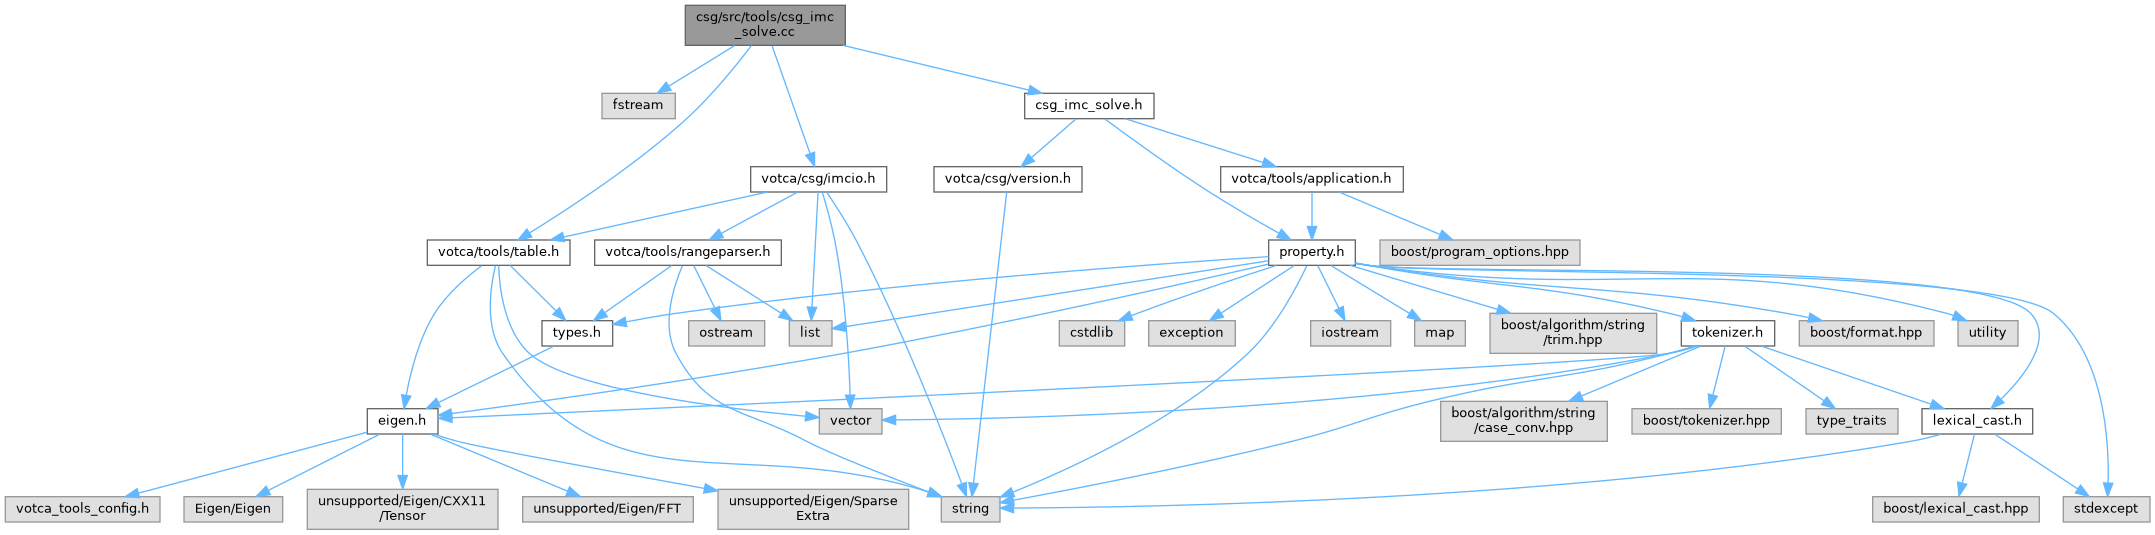 csg/src/tools/csg_imc
_solve.cc
fstream
csg_imc_solve.h
votca/csg/imcio.h
votca/csg/version.h
votca/tools/application.h
votca/tools/table.h
votca/tools/rangeparser.h
property.h
boost/program_options.hpp
types.h
ostream
list
cstdlib
exception
iostream
map
boost/algorithm/string
/trim.hpp
tokenizer.h
boost/format.hpp
utility
eigen.h
vector
boost/algorithm/string
/case_conv.hpp
boost/tokenizer.hpp
type_traits
lexical_cast.h
votca_tools_config.h
Eigen/Eigen
unsupported/Eigen/CXX11
/Tensor
unsupported/Eigen/FFT
unsupported/Eigen/Sparse
Extra
string
boost/lexical_cast.hpp
stdexcept